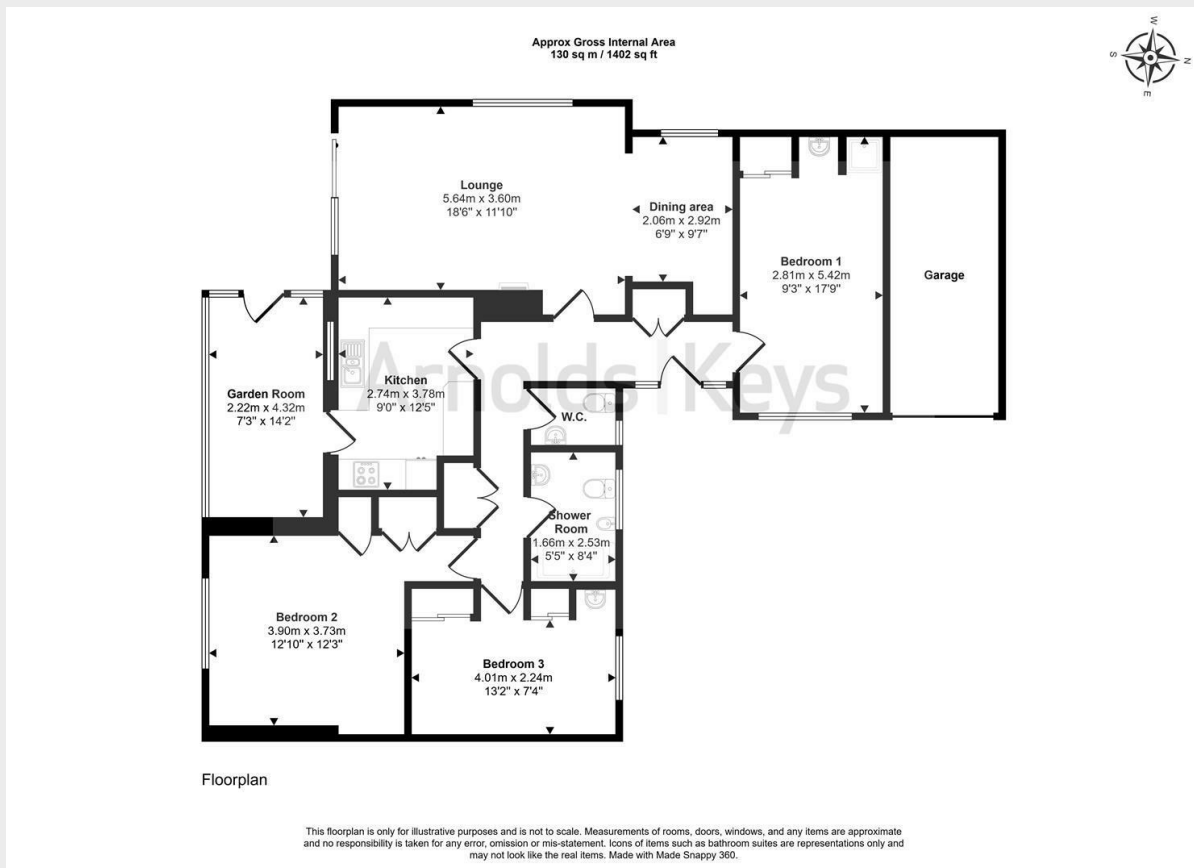 Approx Gross Internal Area
130 sq m / 1402 sq ft
W
S
N
E
Lounge
5.64m x 3.60m
18'6" x 11'10"
Dining area
2.06m x 2.92m
6'9" x 9'7"
Bedroom 1
2.81m x 5.42m
9'3" x 17'9"
Garage
Garden Room
2.22m x 4.32m
7'3" x 14'2"
Kitchen
2.74m x 3.78m
9'0" x 12'5"
Arnolds | Keys
W.C.
Shower
Room
1.66m x 2.53m
5'5" x 8'4"
Bedroom 2
3.90m x 3.73m
12'10" x 12'3"
Bedroom 3
4.01m x 2.24m
13'2" x 7'4"
Floorplan
This floorplan is only for illustrative purposes and is not to scale. Measurements of rooms, doors, windows, and any items are approximate
and no responsibility is taken for any error, omission or mis-statement. Icons of items such as bathroom suites are representations only and
may not look like the real items. Made with Made Snappy 360.